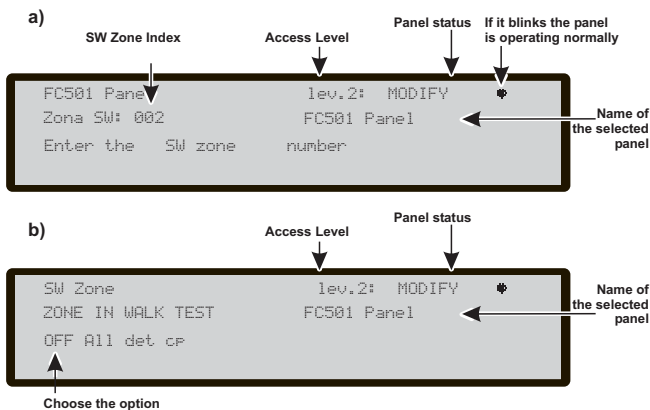 a)
SW Zone Index
Access Level
Panel status
If it blinks the panel
is operating normally
FC501 Panel lev.2: MODIFY
Zona SW: 002 FC501 Panel
Enter the SW zone number
Name of
the selected
panel
b)
Access Level
Panel status
SW Zone lev.2: MODIFY
ZONE IN WALK TEST FC501 Panel
OFF All det cp
Name of
the selected
panel
Choose the option